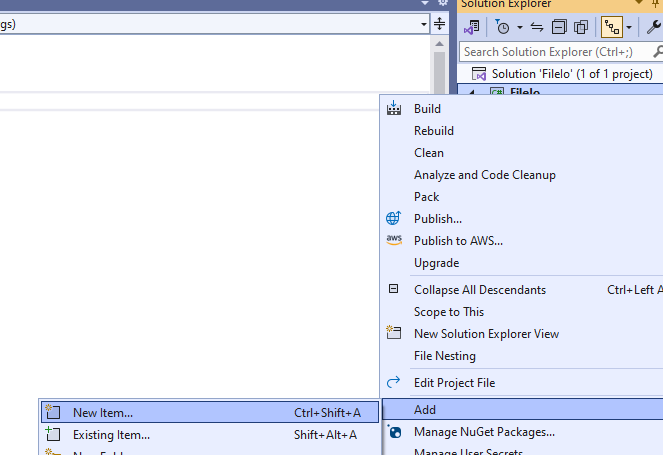 Solution Explorer
gs)
Search Solution Explorer (Ctrl+;)
Solution 'FileIo' (1 of 1 project)
FileIo
Build
Rebuild
Clean
Analyze and Code Cleanup
Pack
Publish...
aws Publish to AWS...
Upgrade
Collapse All Descendants Ctrl+Left A
Scope to This
New Solution Explorer View
File Nesting
Edit Project File
Add
New Item... Ctrl+Shift+A
Manage NuGet Packages...
Existing Item... Shift+Alt+A
Manage User Secrets